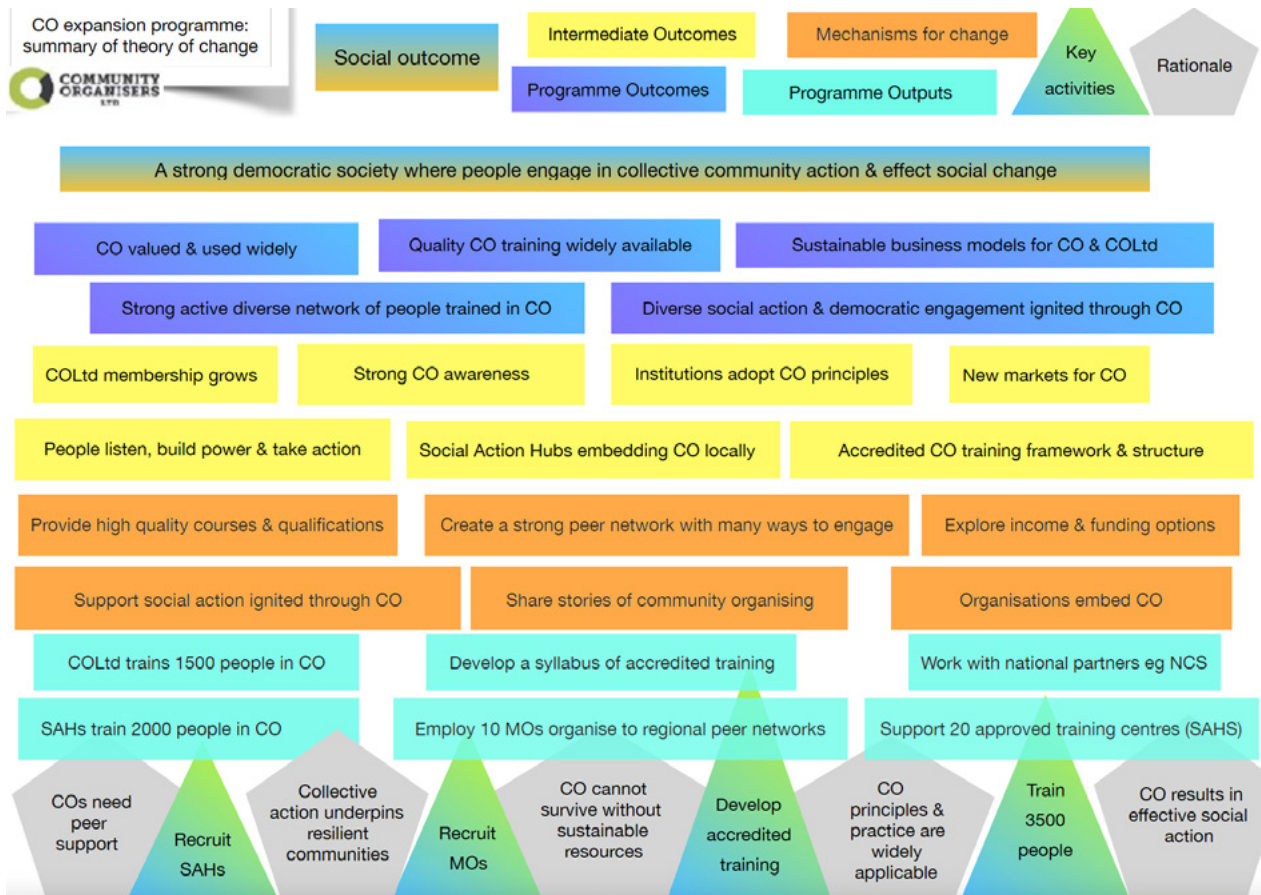 CO expansion programme:
summary of theory of change
COMMUNITY
ORGANISERS
LTD
Social outcome
Intermediate Outcomes
Mechanisms for change
Programme Outcomes
Programme Outputs
Key
activities
Rationale
A strong democratic society where people engage in collective community action & effect social change
CO valued & used widely
Quality CO training widely available
Sustainable business models for CO & COLtd
Strong active diverse network of people trained in CO
Diverse social action & democratic engagement ignited through CO
COLtd membership grows
Strong CO awareness
Institutions adopt CO principles
New markets for CO
People listen, build power & take action
Social Action Hubs embedding CO locally
Accredited CO training framework & structure
Provide high quality courses & qualifications
Create a strong peer network with many ways to engage
Explore income & funding options
Support social action ignited through CO
Share stories of community organising
Organisations embed CO
COLtd trains 1500 people in CO
Develop a syllabus of accredited training
Work with national partners eg NCS
SAHs train 2000 people in CO
Employ 10 MOs organise to regional peer networks
Support 20 approved training centres (SAHS)
COs need
peer
support
Recruit
SAHs
Collective
action underpins
resilient
communities
Recruit
MOs
CO cannot
survive without
sustainable
resources
Develop
accredited
training
CO
principles &
practice are
widely
applicable
Train
3500
people
CO results in
effective social
action